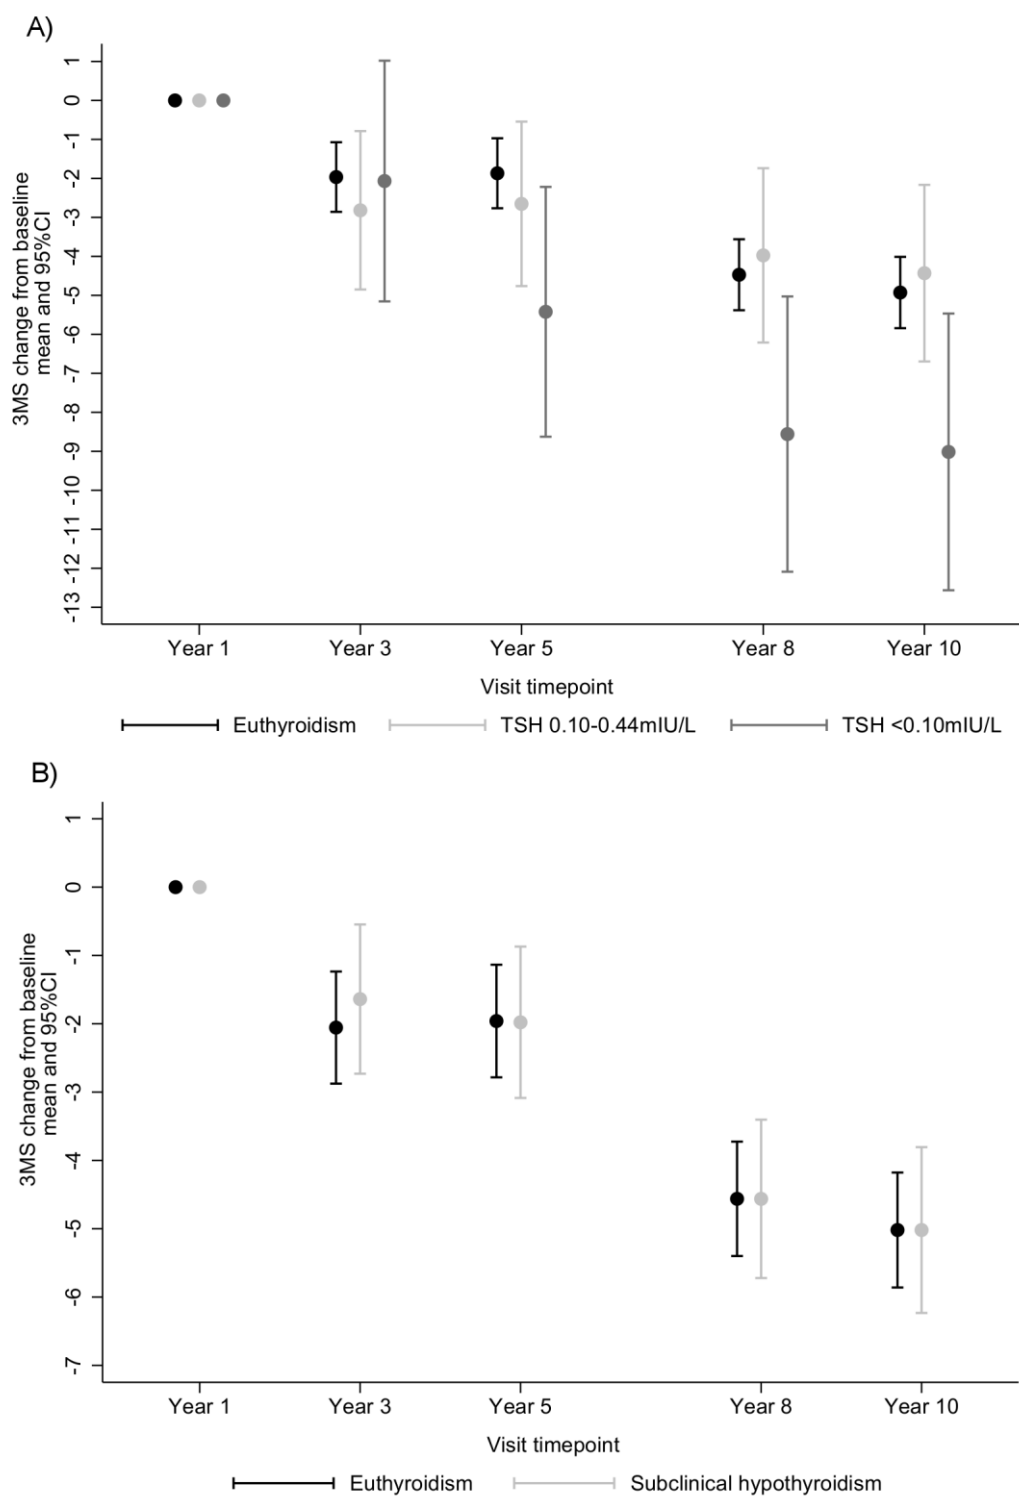 A)
1
0
-1
-2
-3
-4
-5
-6
-7
-8
-9
-10
-11
-12
-13
3MS change from baseline
mean and 95%CI
Year 1 Year 3 Year 5 Year 8 Year 10
Visit timepoint
Euthyroidism TSH 0.10-0.44mIU/L TSH <0.10mIU/L
B)
1
0
-1
-2
-3
-4
-5
-6
-7
3MS change from baseline
mean and 95%CI
Year 1 Year 3 Year 5 Year 8 Year 10
Visit timepoint
Euthyroidism Subclinical hypothyroidism